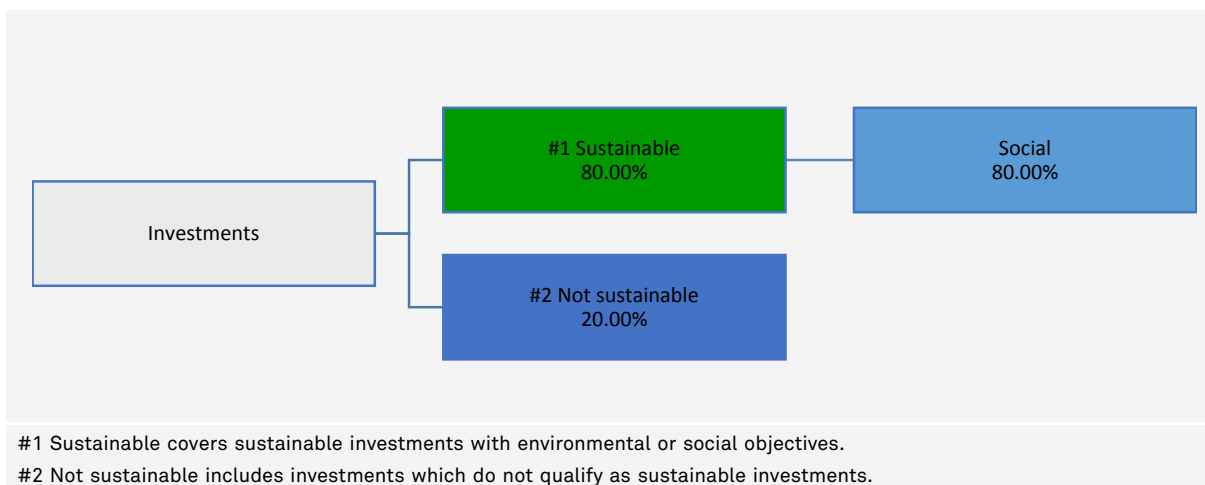 #1 Sustainable
80.00%
Social
80.00%
Investments
#2 Not sustainable
20.00%
#1 Sustainable covers sustainable investments with environmental or social objectives.
#2 Not sustainable includes investments which do not qualify as sustainable investments.